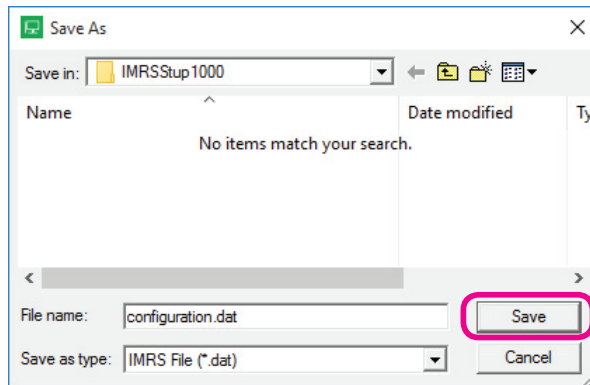 Save As
Save in: IMRSStup1000
Name Date modified Ty
No items match your search.
File name: configuration.dat Save
Save as type: IMRS File (*.dat) Cancel